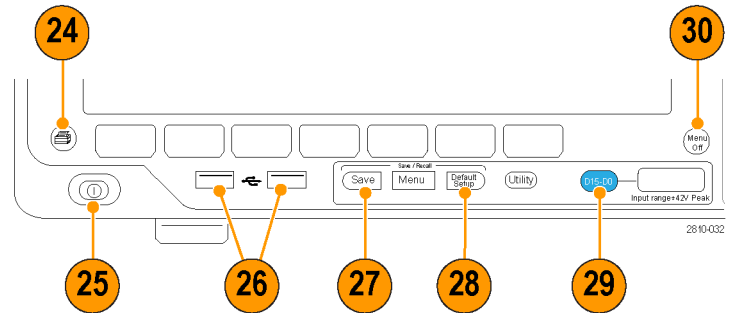 24
30
Menu
Off
Save / Recall
Save
Menu
Default
Setup
Utility
D15-D0
Input range±42V Peak
2810-032
25
26
27
28
29